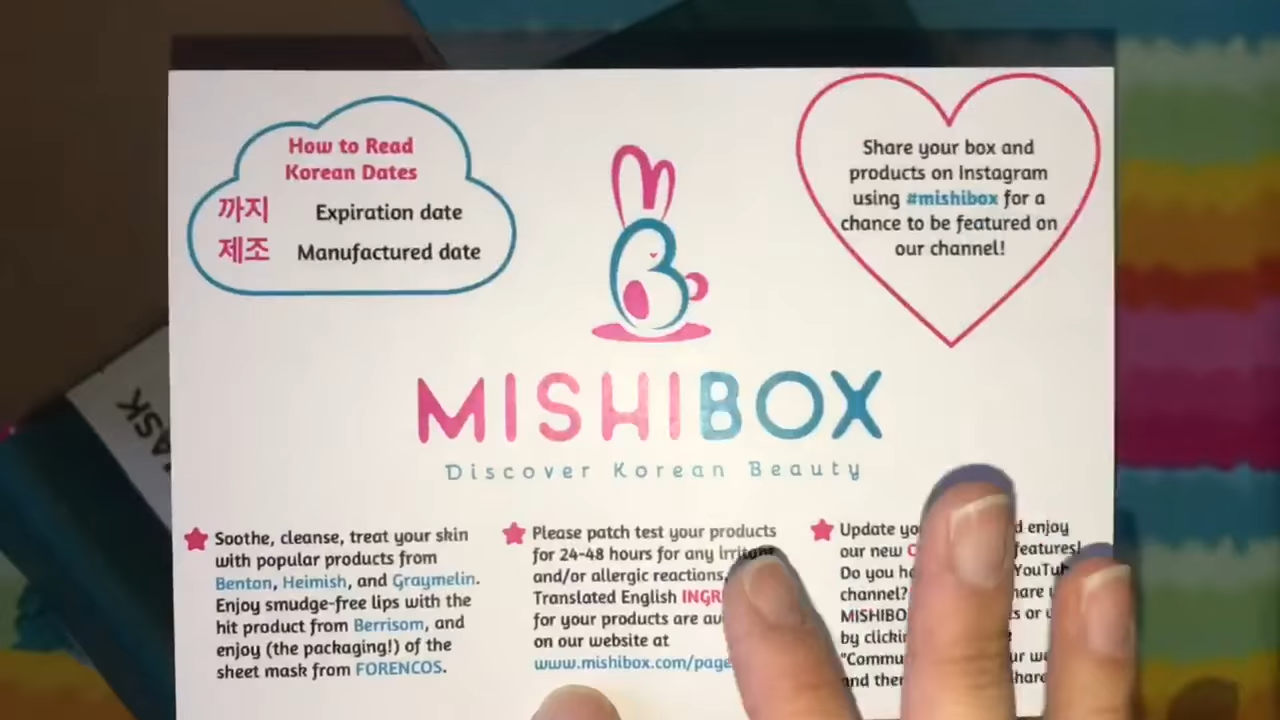 How to Read
Korean Dates
까지 Expiration date
제조 Manufactured date
Share your box and
products on Instagram
using #mishibox for a
chance to be featured on
our channel!
MISHIBOX
Discover Korean Beauty
Soothe, cleanse, treat your skin
with popular products from
Benton, Heimish, and Graymelin.
Enjoy smudge-free lips with the
hit product from Berrisom, and
enjoy (the packaging!) of the
sheet mask from FORENCOS.
Please patch test your products
for 24-48 hours for any irritant
and/or allergic reactions.
Translated English
for your products are
on our website at
www.mishibox.com/page
Update enjoy
our new features!
Do you
channel?
by
and